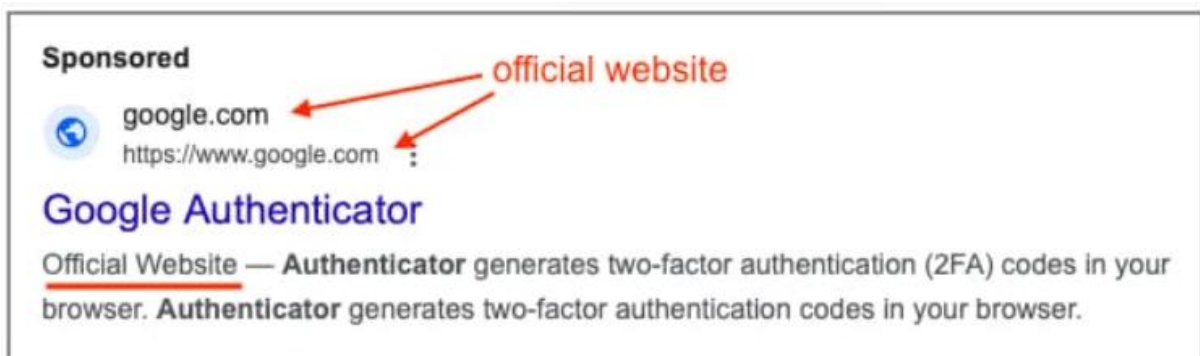 Sponsored
official website
google.com
https://www.google.com
Google Authenticator
Official Website — Authenticator generates two-factor authentication (2FA) codes in your
browser. Authenticator generates two-factor authentication codes in your browser.